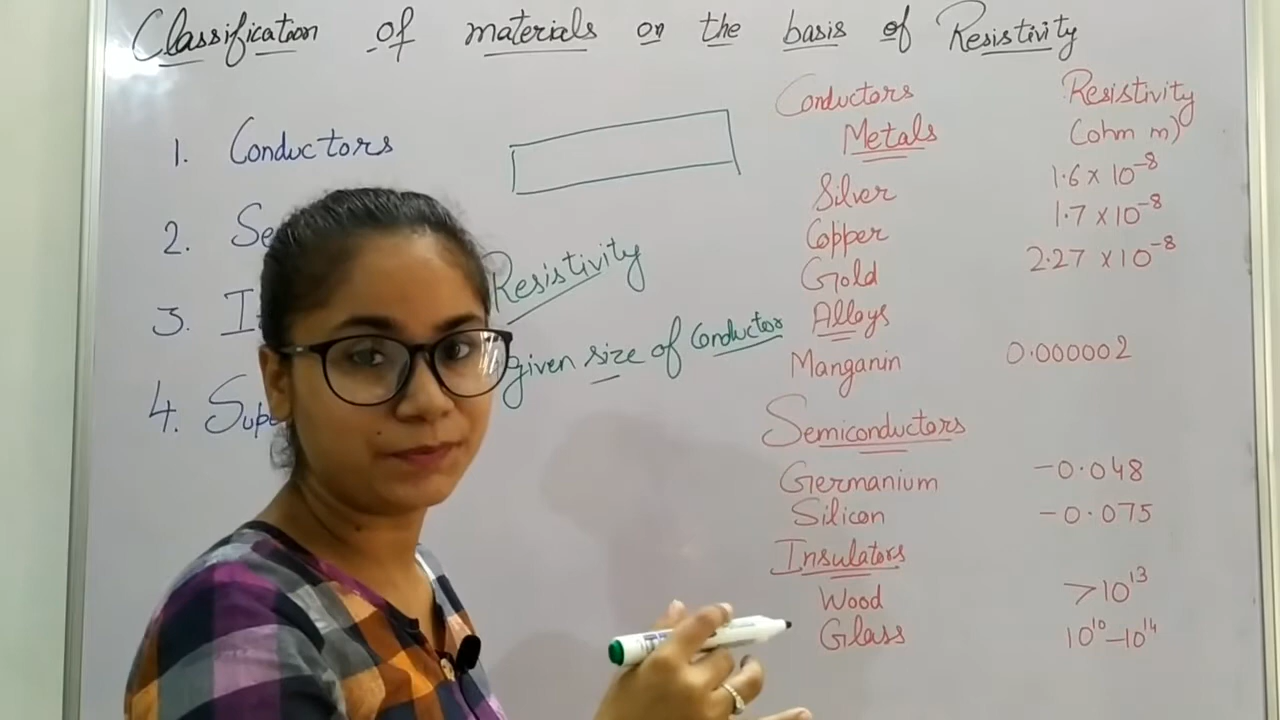 Classification of materials on the basis of Resistivity
1. Conductors
2. Se
3. I
4. Supe
Resistivity
given size of Conductor
Conductors Resistivity
Metals (ohm m)
Silver 1.6 x 10⁻⁸
Copper 1.7 x 10⁻⁸
Gold 2.27 x 10⁻⁸
Alloys
Manganin 0.000002
Semiconductors
Germanium -0.048
Silicon -0.075
Insulators
Wood >10¹³
Glass 10¹⁰-10¹⁴